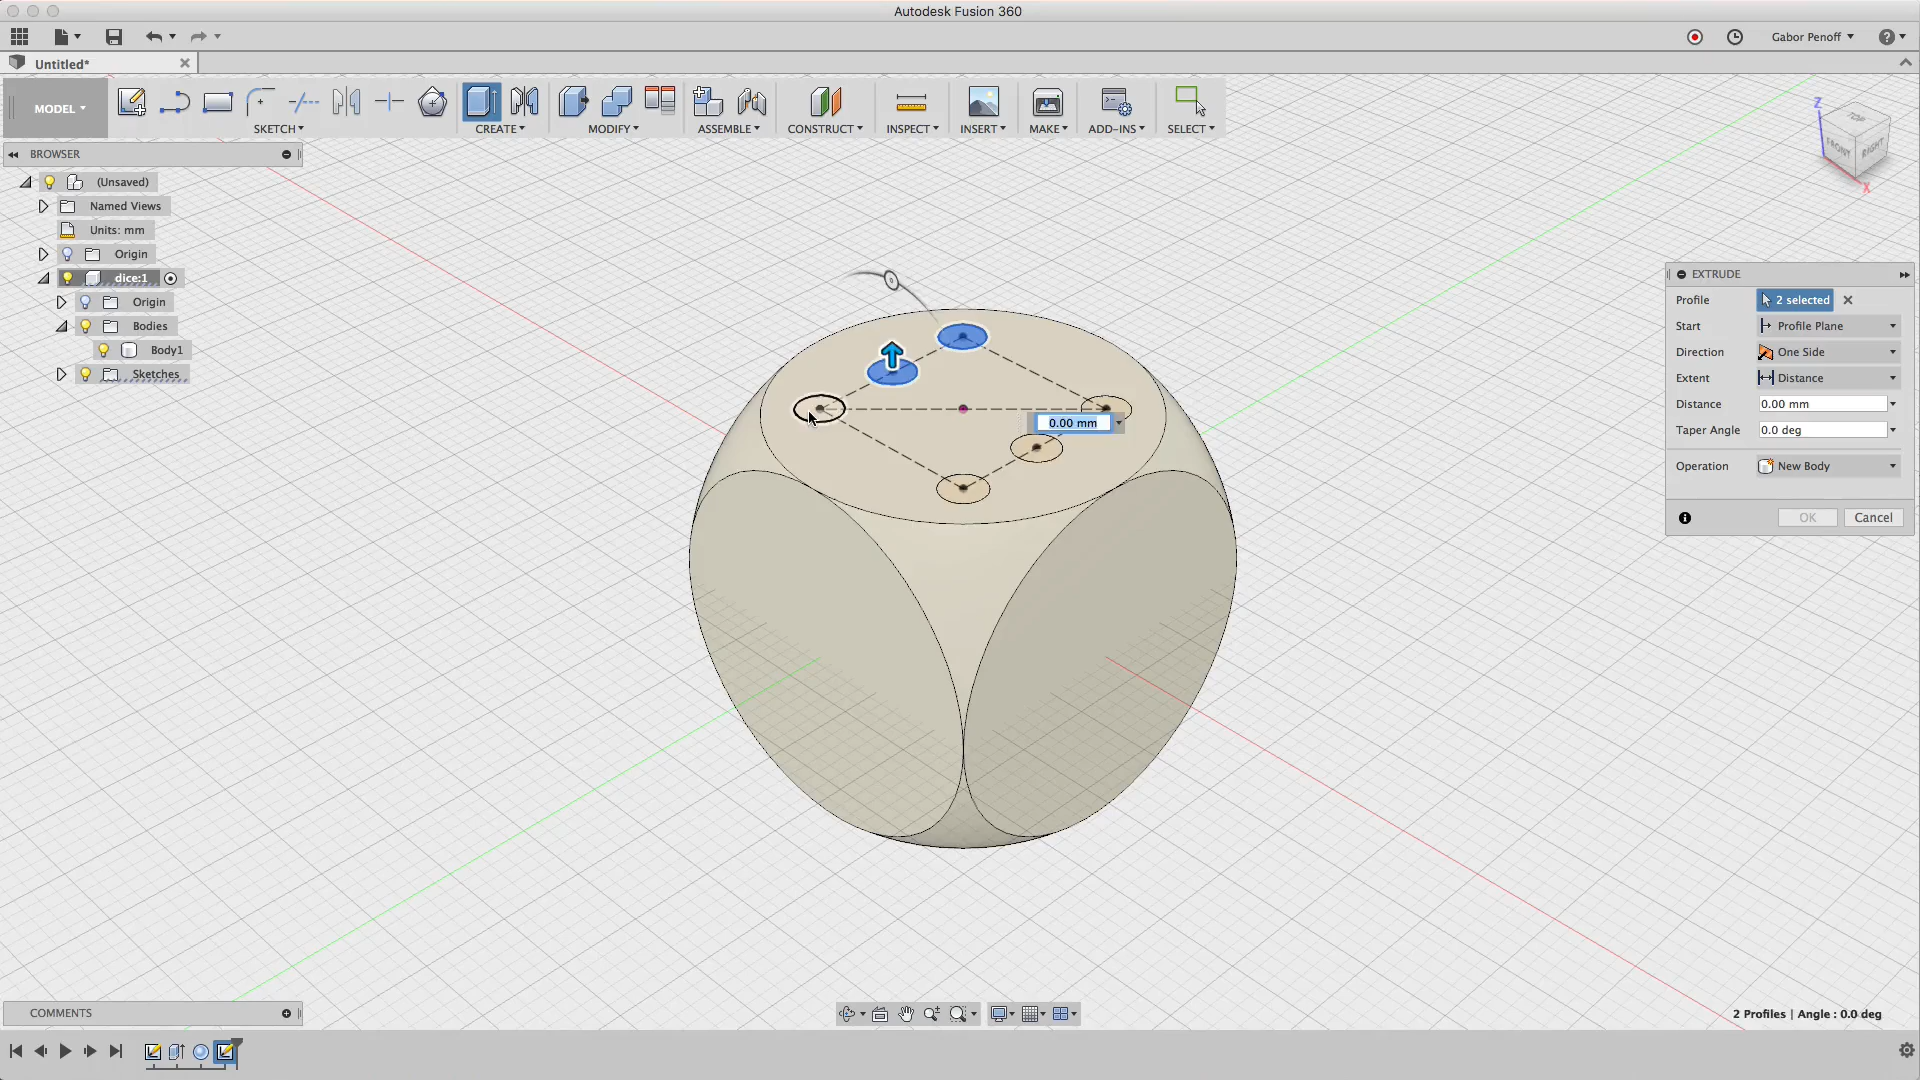 Autodesk Fusion 360
Gabor Penoff
Untitled*
MODEL
SKETCH
CREATE
MODIFY
ASSEMBLE
CONSTRUCT
INSPECT
INSERT
MAKE
ADD-INS
SELECT
BROWSER
(Unsaved)
Named Views
Units: mm
Origin
dice:1
Origin
Bodies
Body1
Sketches
Z
TOP
FRONT
RIGHT
X
EXTRUDE
Profile 2 selected
Start Profile Plane
Direction One Side
Extent Distance
Distance 0.00 mm
Taper Angle 0.0 deg
Operation New Body
OK Cancel
0.00 mm
COMMENTS
2 Profiles | Angle : 0.0 deg